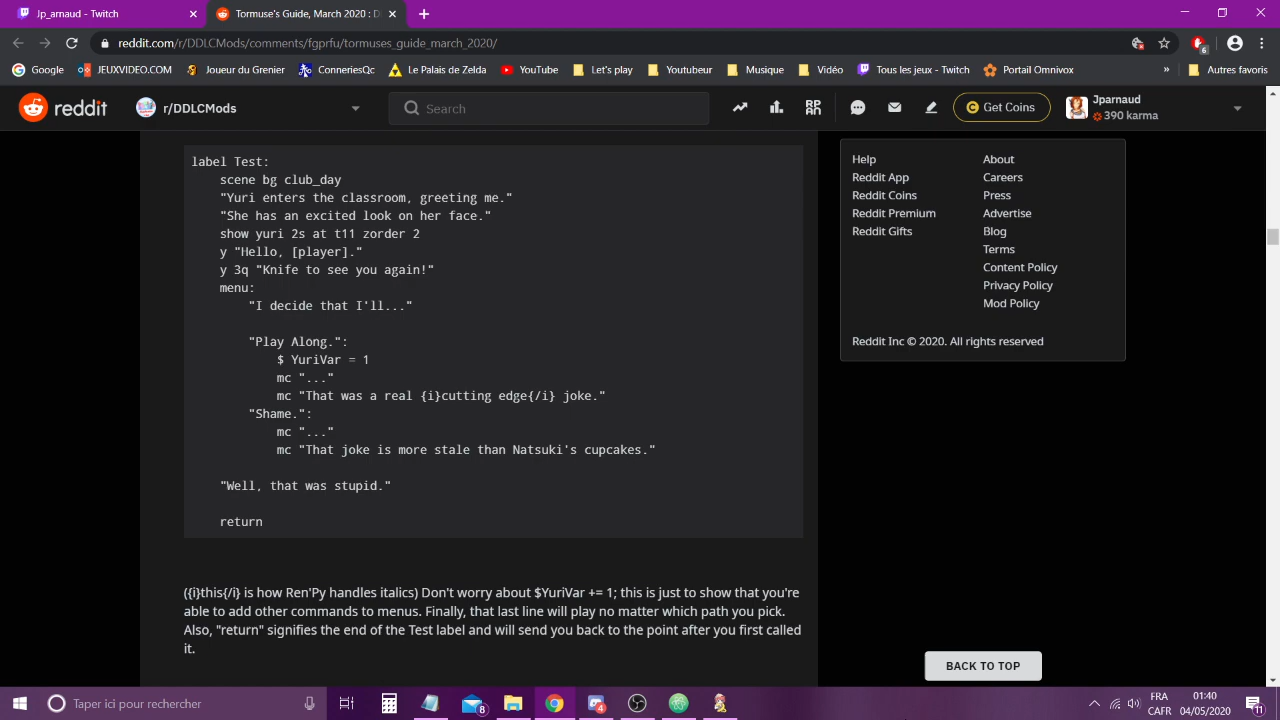 Jp_arnaud - Twitch
Tormuse's Guide, March 2020 : D
reddit.com/r/DDLCMods/comments/fgprfu/tormuses_guide_march_2020/
6
Google
JEUXVIDEO.COM
Joueur du Grenier
ConneriesQc
Le Palais de Zelda
YouTube
Let's play
Youtubeur
Musique
Vidéo
Tous les jeux - Twitch
Portail Omnivox
»
Autres favoris
reddit
r/DDLCMods
Search
Get Coins
Jparnaud
390 karma
label Test:
scene bg club_day
"Yuri enters the classroom, greeting me."
"She has an excited look on her face."
show yuri 2s at t11 zorder 2
y "Hello, [player]."
y 3q "Knife to see you again!"
menu:
"I decide that I'll..."
"Play Along.":
$ YuriVar = 1
mc "..."
mc "That was a real {i}cutting edge{/i} joke."
"Shame.":
mc "..."
mc "That joke is more stale than Natsuki's cupcakes."
"Well, that was stupid."
return
({i}this{/i} is how Ren'Py handles italics) Don't worry about $YuriVar += 1; this is just to show that you're
able to add other commands to menus. Finally, that last line will play no matter which path you pick.
Also, "return" signifies the end of the Test label and will send you back to the point after you first called
it.
Help
Reddit App
Reddit Coins
Reddit Premium
Reddit Gifts
About
Careers
Press
Advertise
Blog
Terms
Content Policy
Privacy Policy
Mod Policy
Reddit Inc © 2020. All rights reserved
BACK TO TOP
Taper ici pour rechercher
8
4
FRA
CAFR
01:40
04/05/2020
11